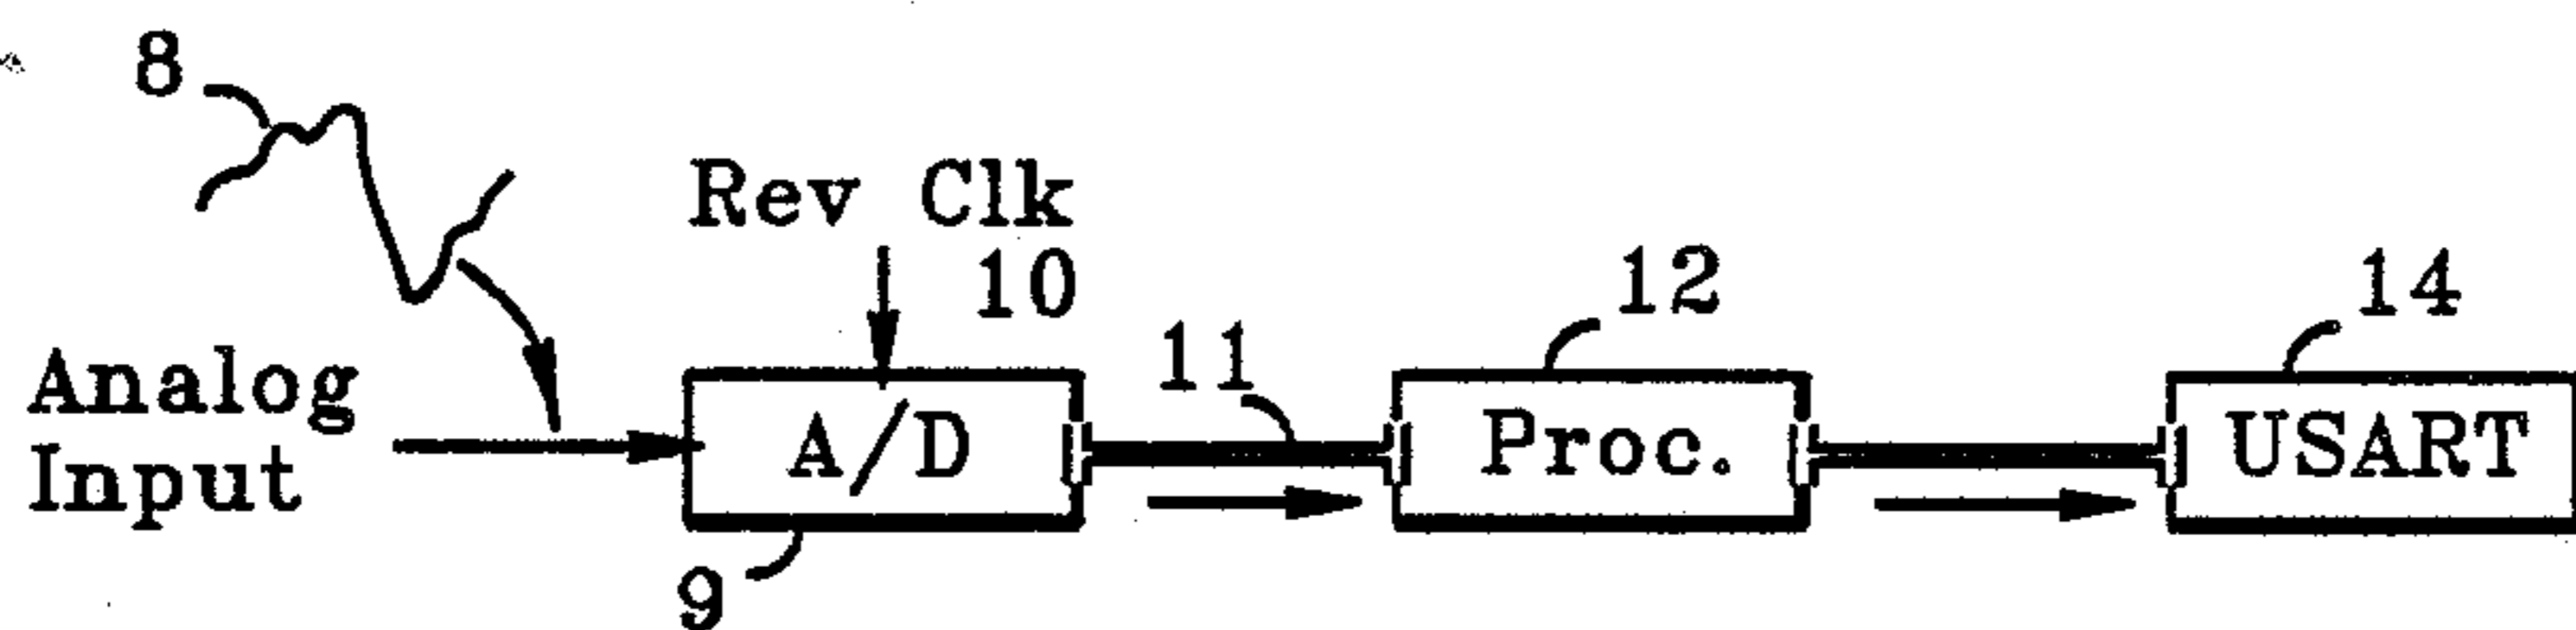 8
Rev Clk
10
12
14
11
Analog
Input
A/D
Proc.
USART
9